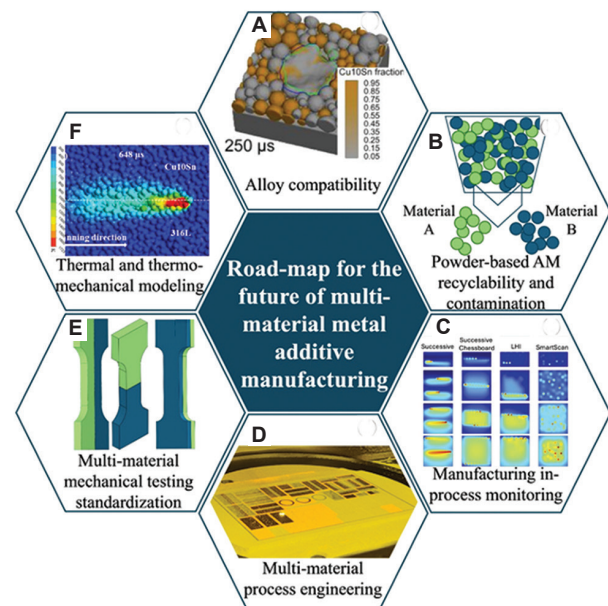 A
Cu10Sn fraction
0.95
0.85
0.75
0.65
0.55
0.45
0.35
0.25
0.15
0.05
250 µs
Alloy compatibility
F
648 µs
Cu10Sn
316L
nning direction
Thermal and thermo-
mechanical modeling
B
Material
A
Material
B
Powder-based AM
recyclability and
contamination
Road-map for the
future of multi-
material metal
additive
manufacturing
E
Multi-material
mechanical testing
standardization
C
Successive
Successive
Chessboard
LHI
SmartScan
Manufacturing in-
process monitoring
D
Multi-material
process engineering